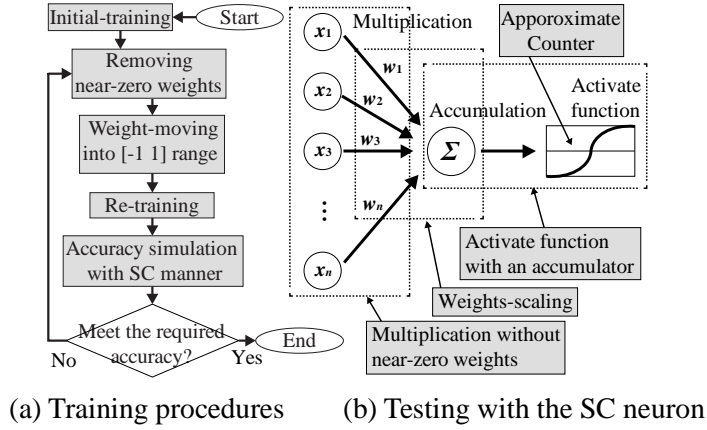 Initial-training
Start
Removing
near-zero weights
Weight-moving
into [-1 1] range
Re-training
Accuracy simulation
with SC manner
Meet the required
accuracy?
No
Yes
End
(a) Training procedures
Multiplication
x1
x2
x3
⋮
xn
w1
w2
w3
wn
Accumulation
Σ
Apporoximate
Counter
Activate
function
Activate function
with an accumulator
Weights-scaling
Multiplication without
near-zero weights
(b) Testing with the SC neuron